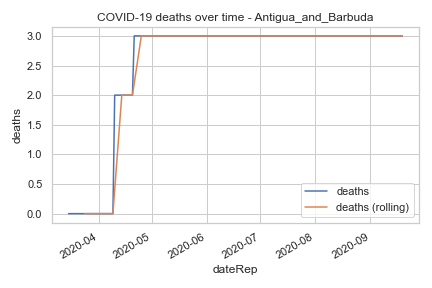 COVID-19 deaths over time - Antigua_and_Barbuda
deaths
3.0
2.5
2.0
1.5
1.0
0.5
0.0
deaths
deaths (rolling)
2020-04
2020-05
2020-06
2020-07
2020-08
2020-09
dateRep